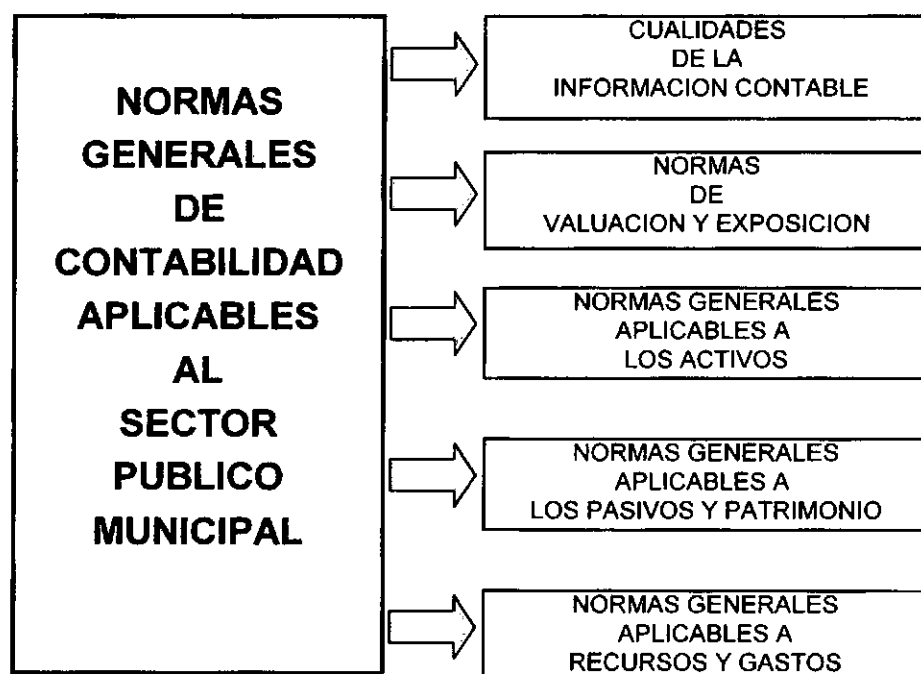 NORMAS
GENERALES
DE
CONTABILIDAD
APLICABLES
AL
SECTOR
PUBLICO
MUNICIPAL
CUALIDADES
DE LA
INFORMACION CONTABLE
NORMAS
DE
VALUACION Y EXPOSICION
NORMAS GENERALES
APLICABLES A
LOS ACTIVOS
NORMAS GENERALES
APLICABLES A
LOS PASIVOS Y PATRIMONIO
NORMAS GENERALES
APLICABLES A
RECURSOS Y GASTOS